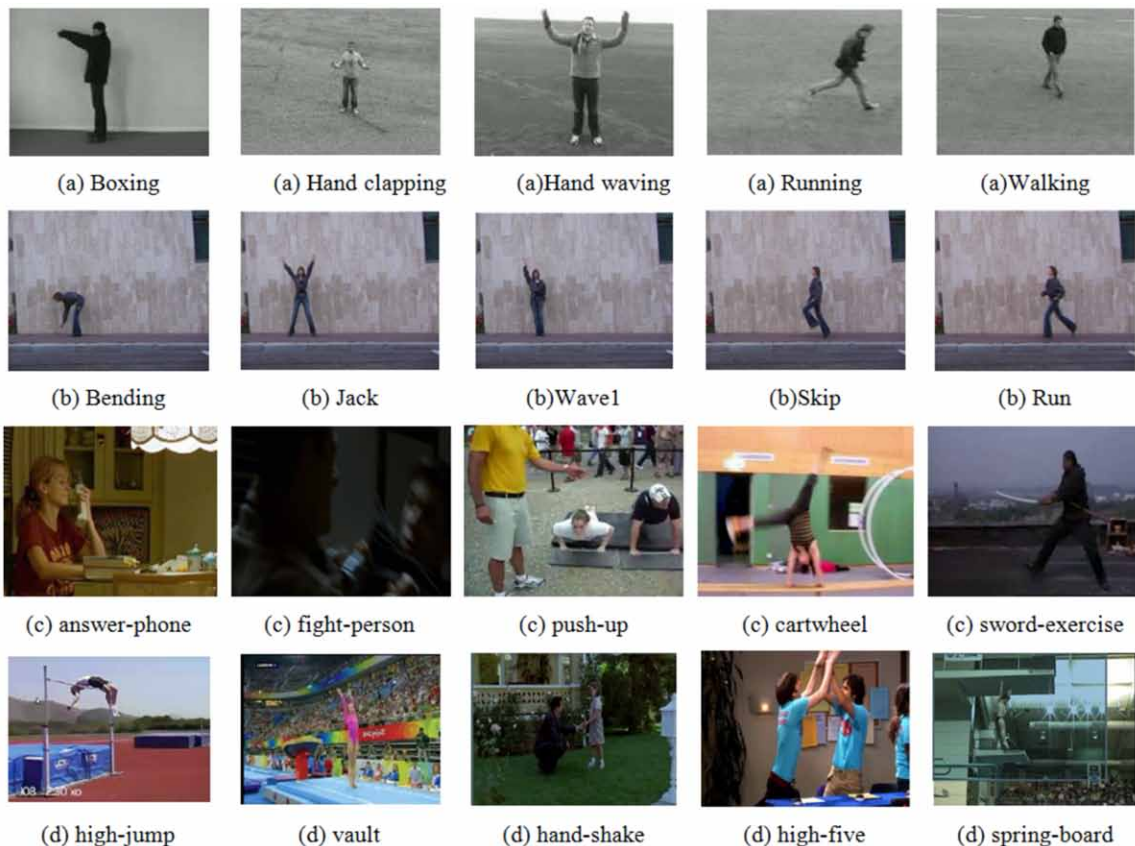 (a) Boxing
(a) Hand clapping
(a)Hand waving
(a) Running
(a)Walking
(b) Bending
(b) Jack
(b)Wave1
(b)Skip
(b) Run
(c) answer-phone
(c) fight-person
(c) push-up
(c) cartwheel
(c) sword-exercise
(d) high-jump
(d) vault
(d) hand-shake
(d) high-five
(d) spring-board